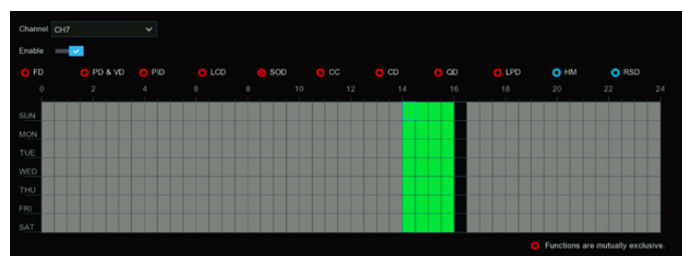 Channel CH7
Enable
FD PD & VD PID LCD SOD CC CD QD LPD HM RSD
0 2 4 6 8 10 12 14 16 18 20 22 24
SUN
MON
TUE
WED
THU
FRI
SAT
Functions are mutually exclusive.